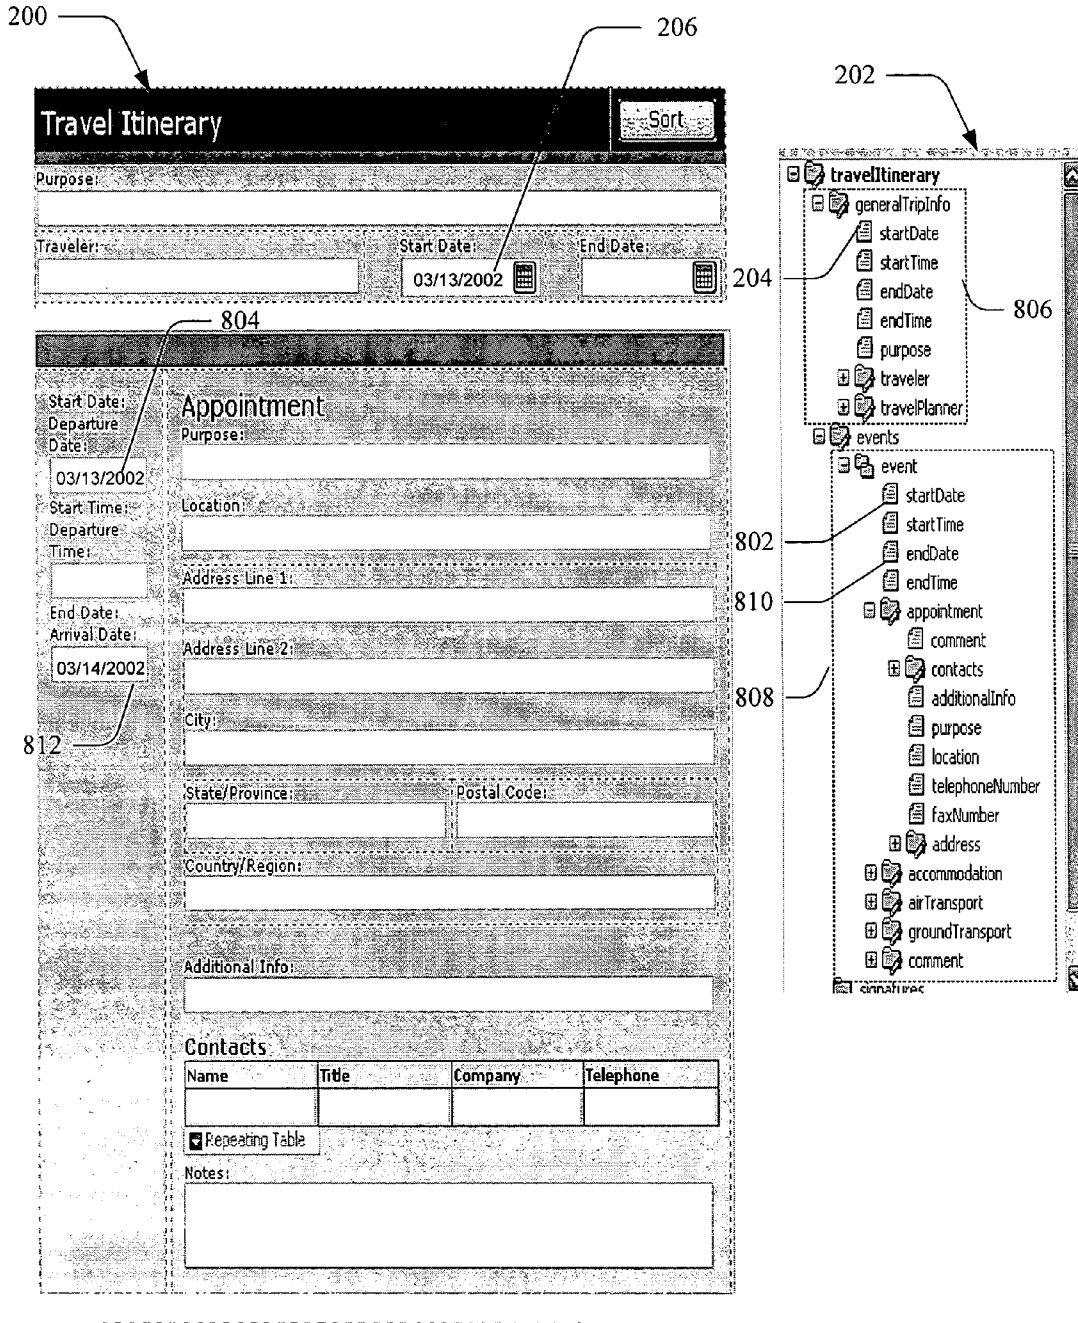 200
206
202
Travel Itinerary
Sort
Purpose:
Traveler:
Start Date:
End Date:
03/13/2002
804
Start Date:
Departure
Date:
03/13/2002
Start Time:
Departure
Time:
End Date:
Arrival Date:
03/14/2002
812
Appointment
Purpose:
Location:
Address Line 1:
Address Line 2:
City:
State/Province:
Postal Code:
Country/Region:
Additional Info:
Contacts
Name Title Company Telephone
Repeating Table
Notes:
travelItinerary
generalTripInfo
startDate
204
startTime
endDate
806
endTime
purpose
traveler
travelPlanner
events
event
startDate
startTime
802
endDate
endTime
810
appointment
comment
contacts
808
additionalInfo
purpose
location
telephoneNumber
faxNumber
address
accommodation
airTransport
groundTransport
comment
signatures